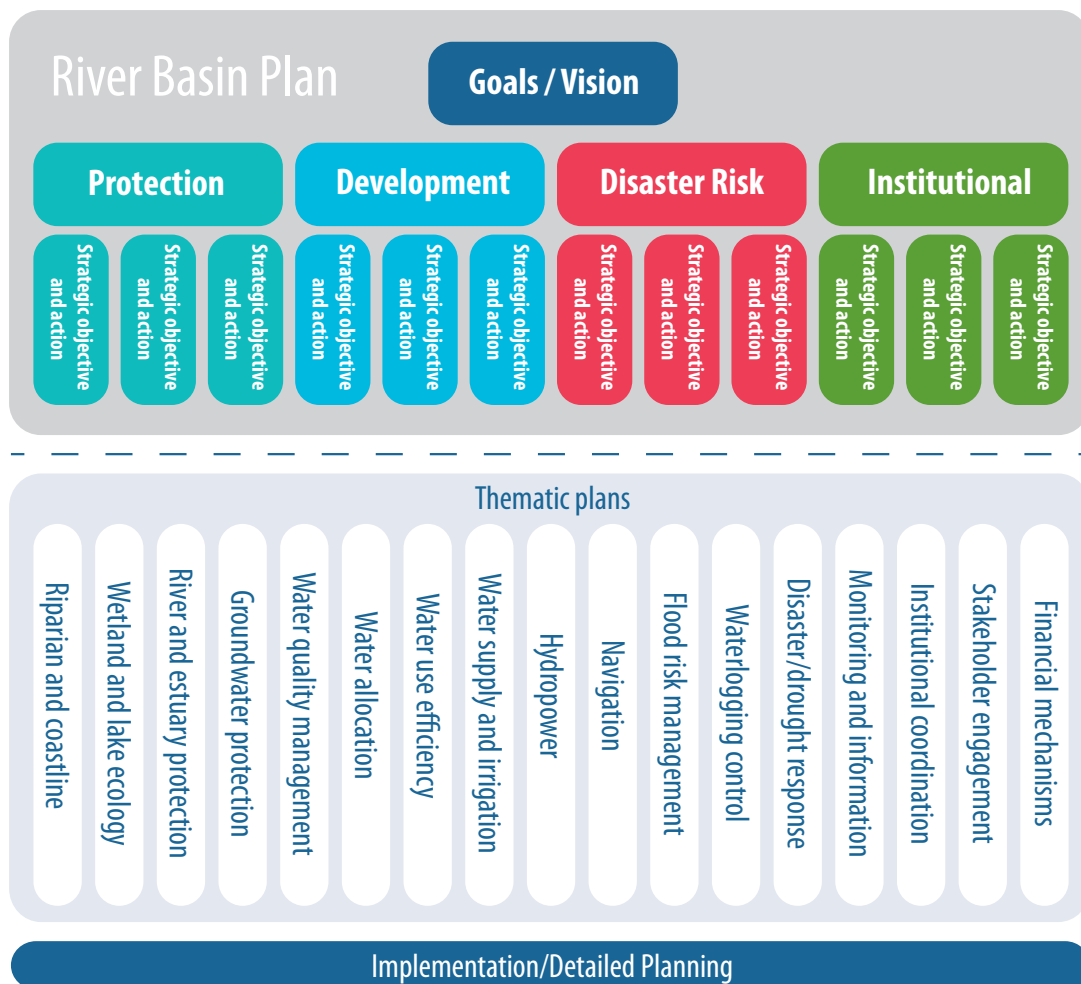 River Basin Plan
Goals / Vision
Protection
Development
Disaster Risk
Institutional
Strategic objective
and action
Strategic objective
and action
Strategic objective
and action
Strategic objective
and action
Strategic objective
and action
Strategic objective
and action
Strategic objective
and action
Strategic objective
and action
Strategic objective
and action
Strategic objective
and action
Strategic objective
and action
Strategic objective
and action
Thematic plans
Riparian and coastline
Wetland and lake ecology
River and estuary protection
Groundwater protection
Water quality management
Water allocation
Water use efficiency
Water supply and irrigation
Hydropower
Navigation
Flood risk management
Waterlogging control
Disaster/drought response
Monitoring and information
Institutional coordination
Stakeholder engagement
Financial mechanisms
Implementation/Detailed Planning